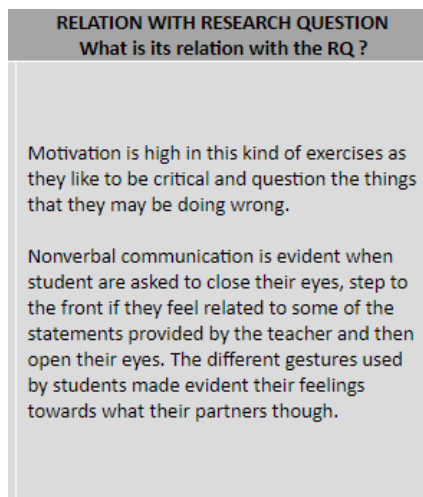 RELATION WITH RESEARCH QUESTION
What is its relation with the RQ ?
Motivation is high in this kind of exercises as
they like to be critical and question the things
that they may be doing wrong.
Nonverbal communication is evident when
student are asked to close their eyes, step to
the front if they feel related to some of the
statements provided by the teacher and then
open their eyes. The different gestures used
by students made evident their feelings
towards what their partners though.